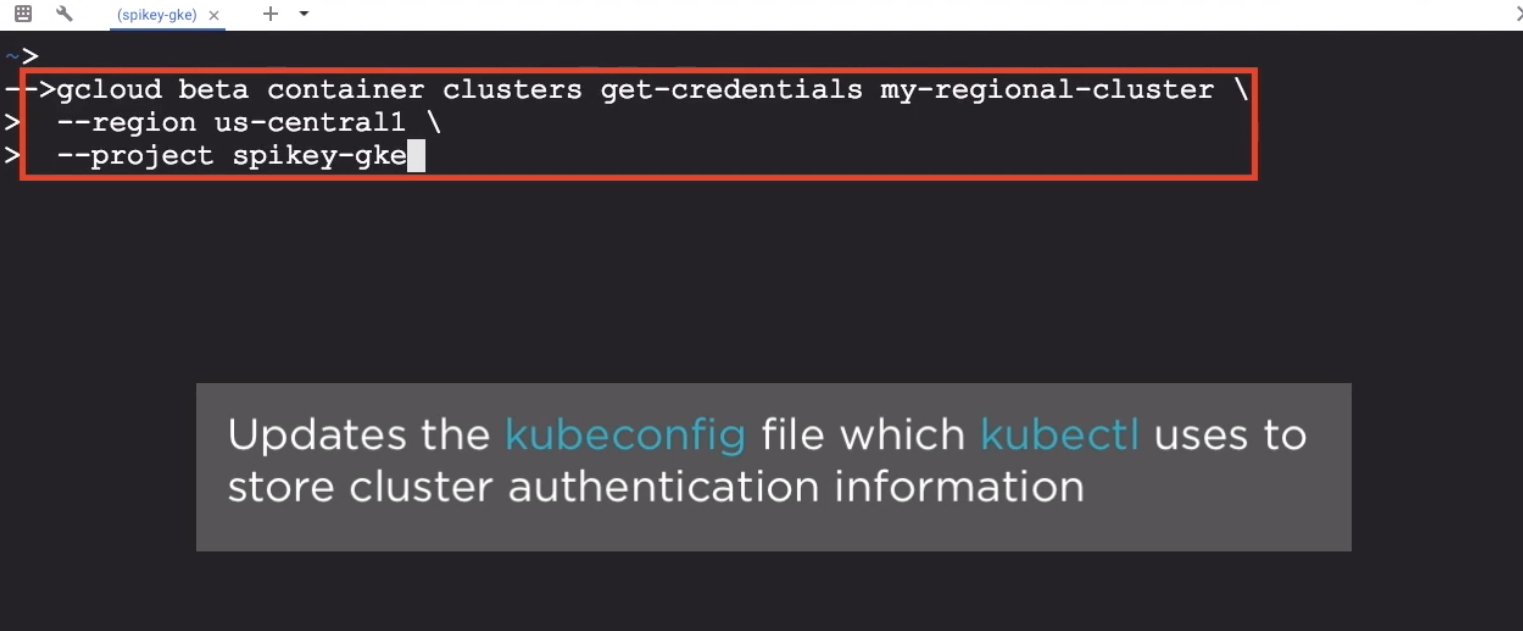 (spikey-gke) ×
~>
-->gcloud beta container clusters get-credentials my-regional-cluster \
>  --region us-central1 \
>  --project spikey-gke
Updates the kubeconfig file which kubectl uses to
store cluster authentication information